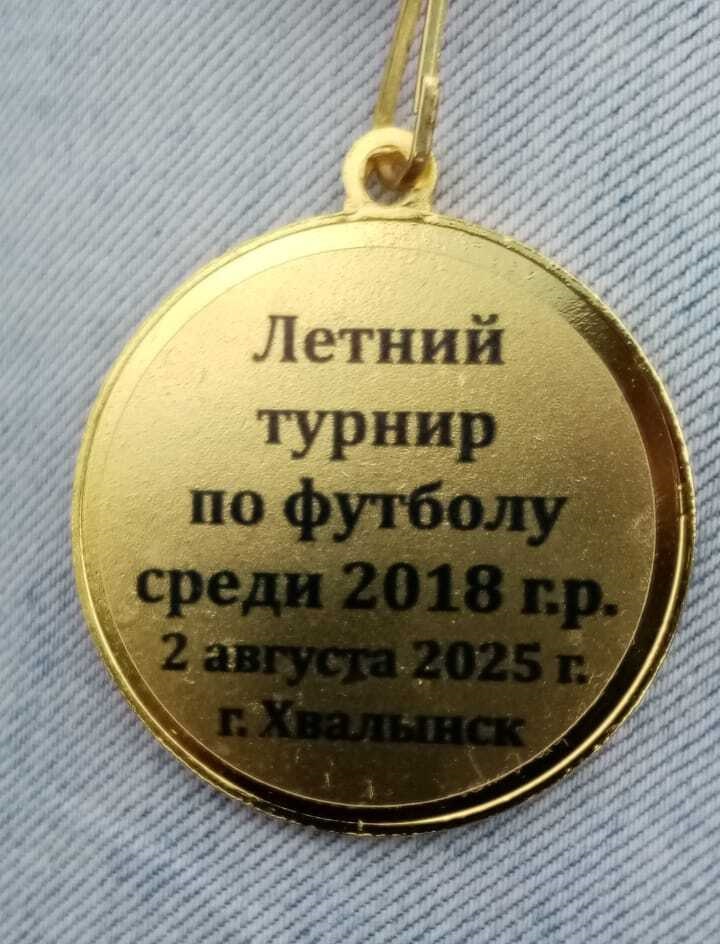 Летний
турнир
по футболу
среди 2018 г.р.
2 августа 2025 г.
г. Хвалынск